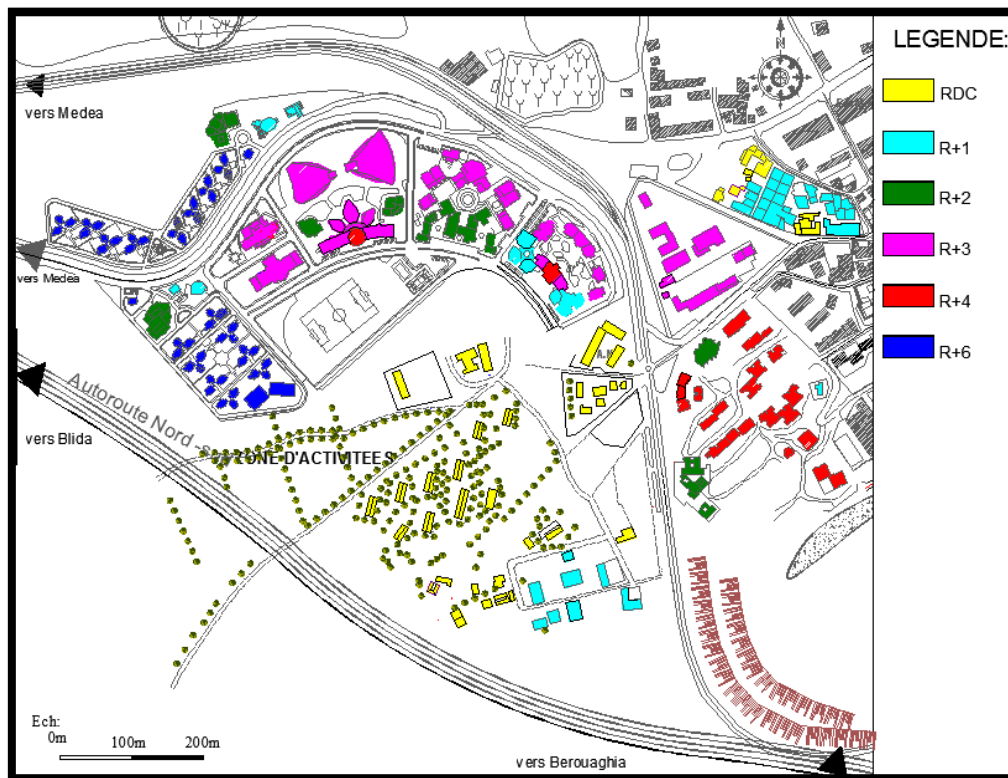 LEGENDE:
N
RDC
vers Medea
R+1
R+2
R+3
vers Medea
R+4
R+6
Autoroute Nord -s
vers Blida
ZONE D'ACTIVITEES
Ech:
0m 100m 200m
vers Berouaghia